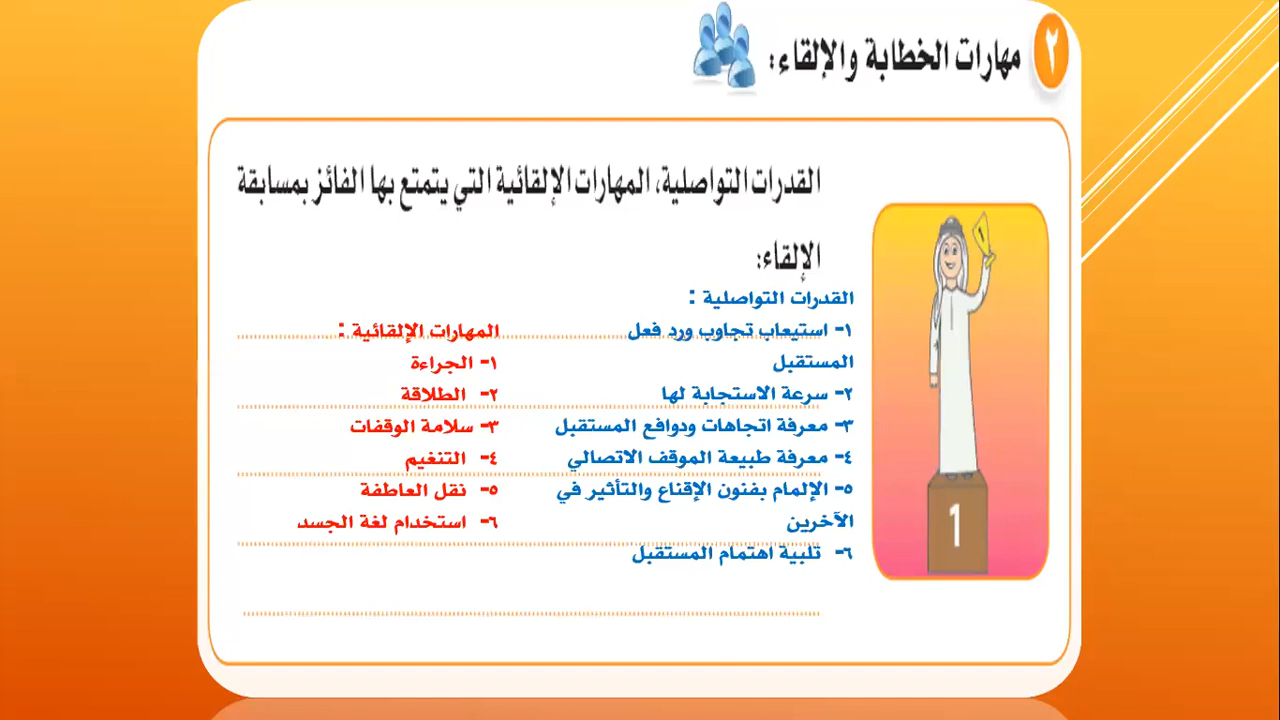 ٢
مهارات الخطابة والإلقاء:
القدرات التواصلية، المهارات الإلقائية التي يتمتع بها الفائز بمسابقة
الإلقاء:
القدرات التواصلية :
١- استيعاب تجاوب ورد فعل
المستقبل
٢- سرعة الاستجابة لها
٣- معرفة اتجاهات ودوافع المستقبل
٤- معرفة طبيعة الموقف الاتصالي
٥- الإلمام بفنون الإقناع والتأثير في
الآخرين
٦- تلبية اهتمام المستقبل
المهارات الإلقائية :
١- الجراءة
٢- الطلاقة
٣- سلامة الوقفات
٤- التنغيم
٥- نقل العاطفة
٦- استخدام لغة الجسد
١
1